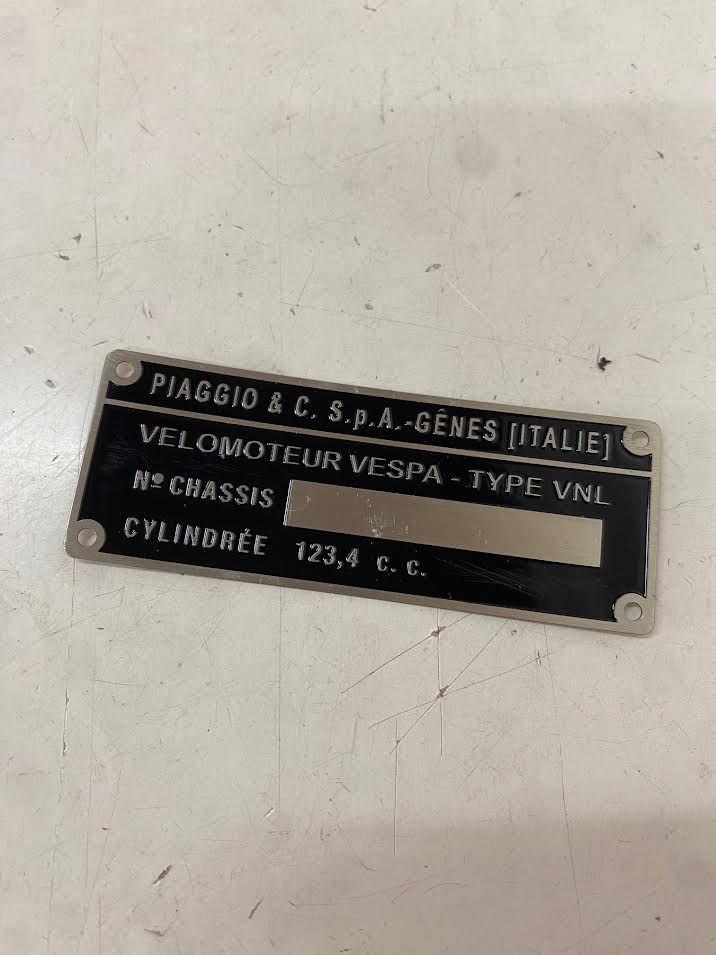 PIAGGIO & C. S.p.A.-GÊNES [ITALIE]
VELOMOTEUR VESPA - TYPE VNL
Nº CHASSIS
CYLINDRÉE 123,4 c. c.